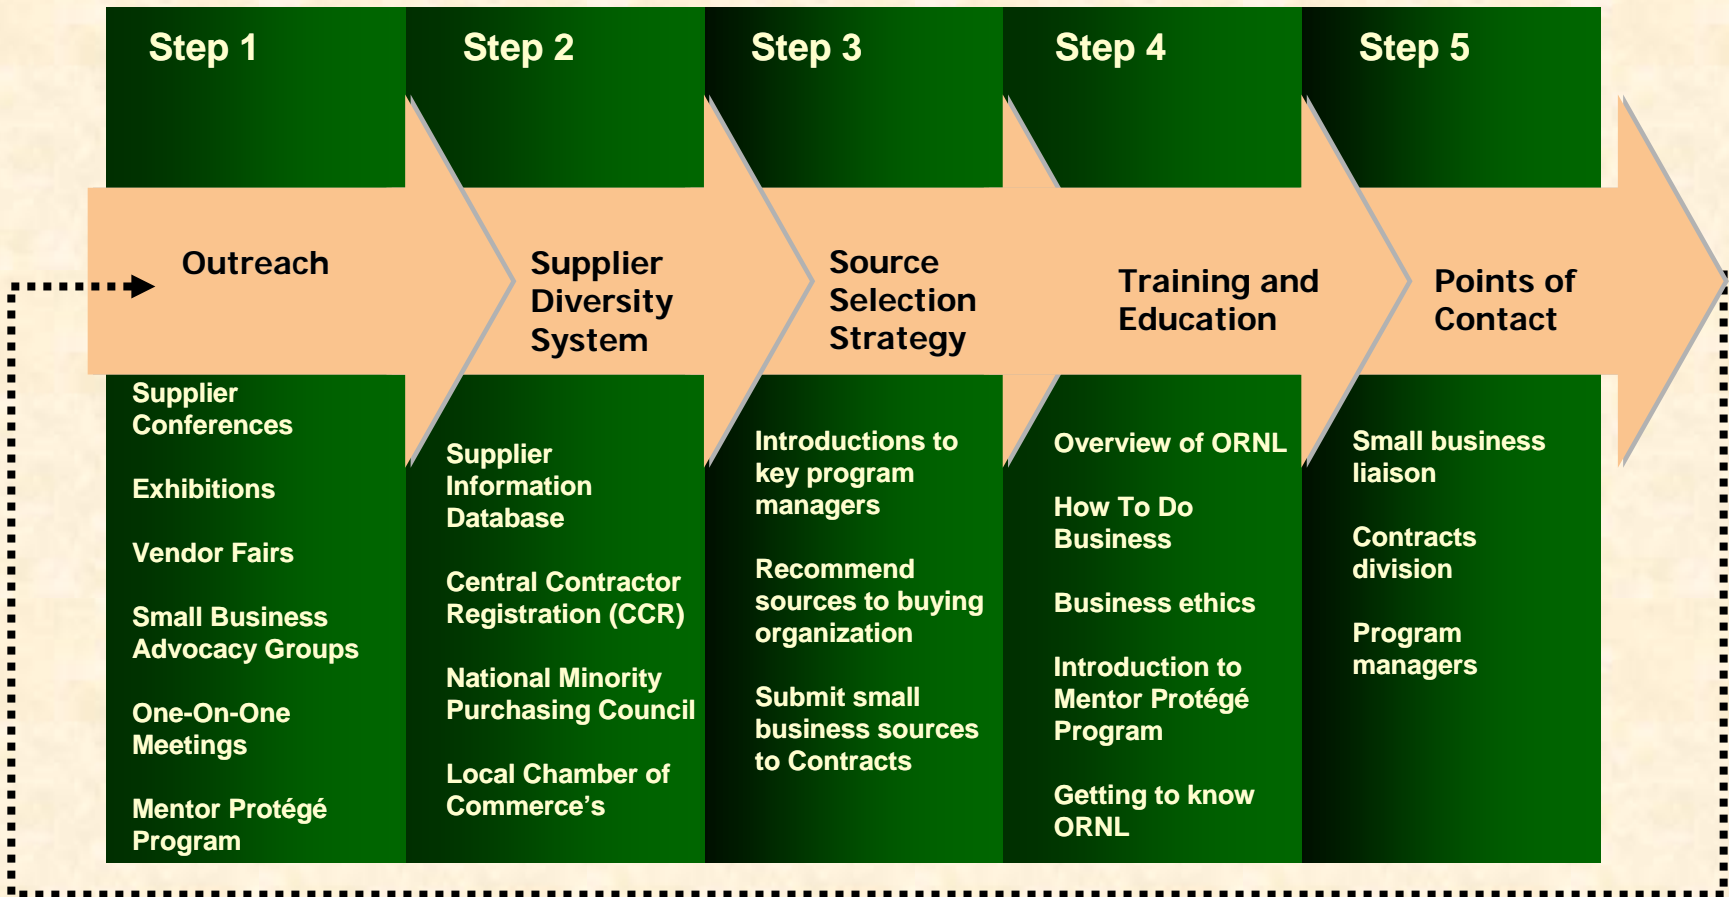 Step 1
Step 2
Step 3
Step 4
Step 5
Outreach
Supplier
Diversity
System
Source
Selection
Strategy
Training and
Education
Points of
Contact
Supplier
Conferences
Exhibitions
Vendor Fairs
Small Business
Advocacy Groups
One-On-One
Meetings
Mentor Protégé
Program
Supplier
Information
Database
Central Contractor
Registration (CCR)
National Minority
Purchasing Council
Local Chamber of
Commerce’s
Introductions to
key program
managers
Recommend
sources to buying
organization
Submit small
business sources
to Contracts
Overview of ORNL
How To Do
Business
Business ethics
Introduction to
Mentor Protégé
Program
Getting to know
ORNL
Small business
liaison
Contracts
division
Program
managers